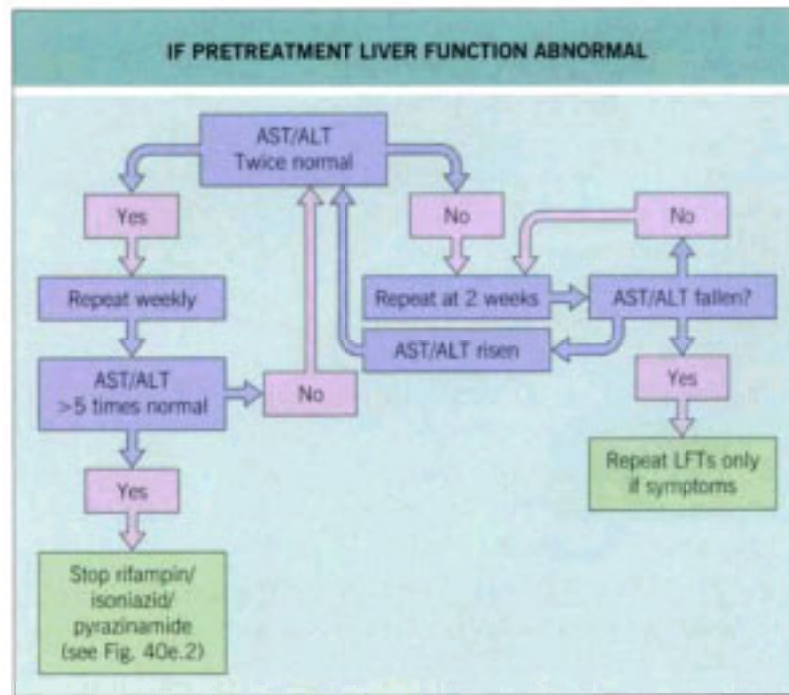 IF PRETREATMENT LIVER FUNCTION ABNORMAL
AST/ALT
Twice normal
Yes
No
No
Repeat weekly
Repeat at 2 weeks
AST/ALT fallen?
AST/ALT risen
AST/ALT
>5 times normal
No
Yes
Yes
Repeat LFTs only
if symptoms
Stop rifampin/
isoniazid/
pyrazinamide
(see Fig. 40e.2)